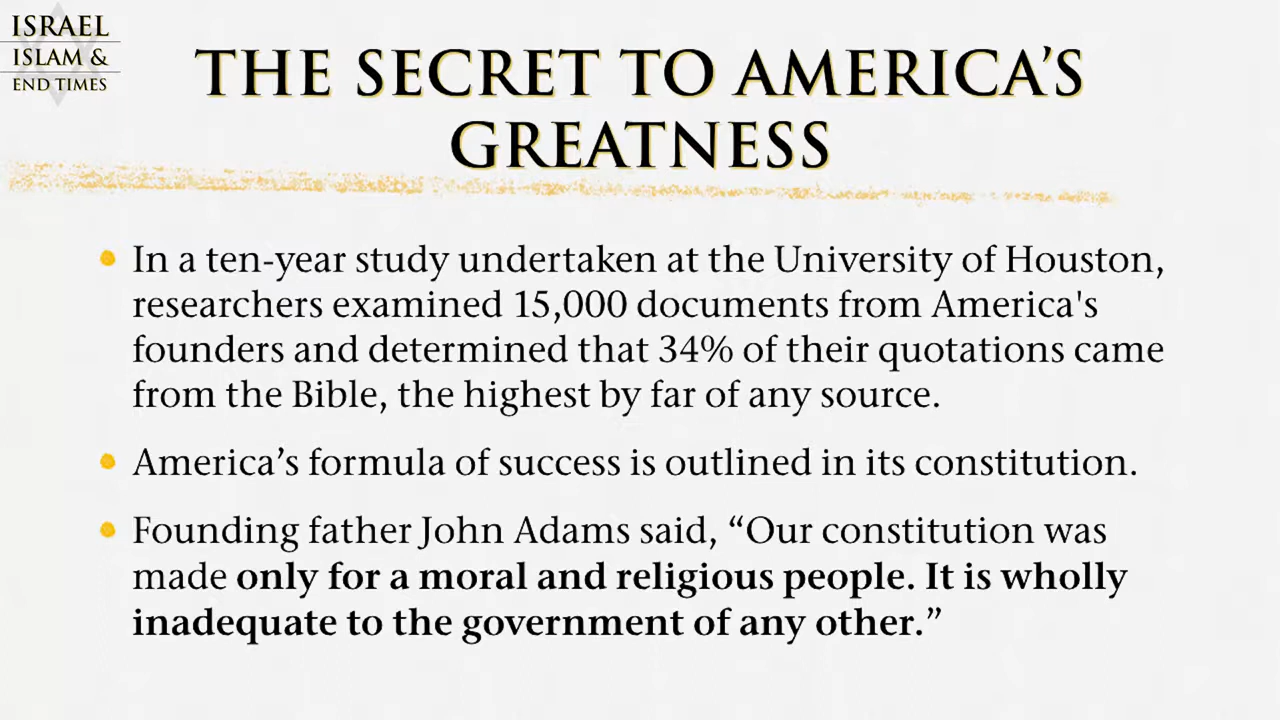 ISRAEL
ISLAM &
END TIMES
THE SECRET TO AMERICA’S
GREATNESS
• In a ten-year study undertaken at the University of Houston,
researchers examined 15,000 documents from America's
founders and determined that 34% of their quotations came
from the Bible, the highest by far of any source.
• America’s formula of success is outlined in its constitution.
• Founding father John Adams said, “Our constitution was
made only for a moral and religious people. It is wholly
inadequate to the government of any other.”